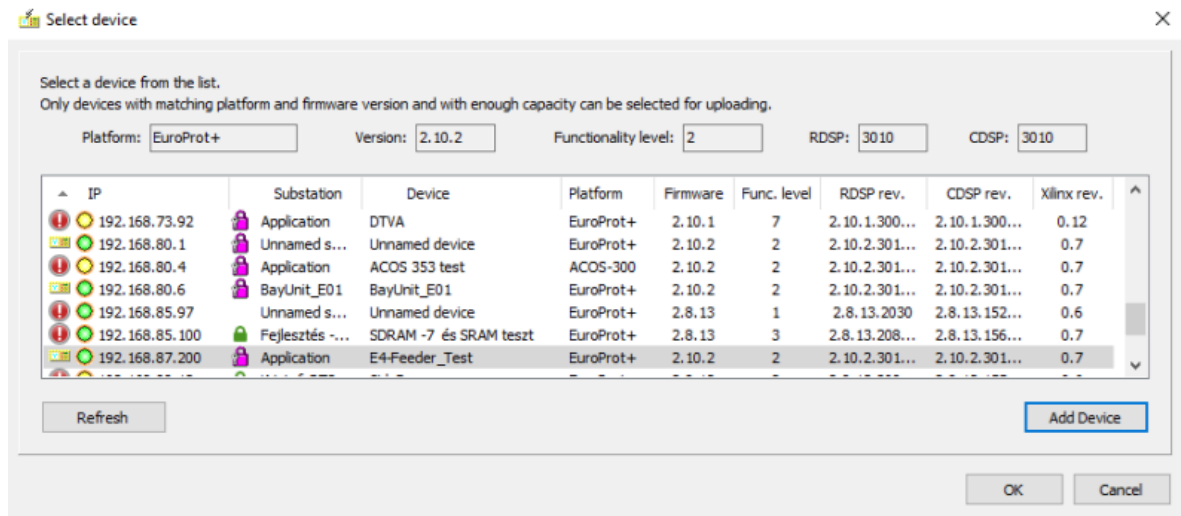 Select device
Select a device from the list.
Only devices with matching platform and firmware version and with enough capacity can be selected for uploading.
Platform: EuroProt+ Version: 2.10.2 Functionality level: 2 RDSP: 3010 CDSP: 3010
IP Substation Device Platform Firmware Func. level RDSP rev. CDSP rev. Xilinx rev.
192.168.73.92 Application DTVA EuroProt+ 2.10.1 7 2.10.1.300... 2.10.1.300... 0.12
192.168.80.1 Unnamed s... Unnamed device EuroProt+ 2.10.2 2 2.10.2.301... 2.10.2.301... 0.7
192.168.80.4 Application ACOS 353 test ACOS-300 2.10.2 2 2.10.2.301... 2.10.2.301... 0.7
192.168.80.6 BayUnit_E01 BayUnit_E01 EuroProt+ 2.10.2 2 2.10.2.301... 2.10.2.301... 0.7
192.168.85.97 Unnamed s... Unnamed device EuroProt+ 2.8.13 1 2.8.13.2030 2.8.13.152... 0.6
192.168.85.100 Fejlesztés -... SDRAM -7 és SRAM teszt EuroProt+ 2.8.13 3 2.8.13.208... 2.8.13.156... 0.7
192.168.87.200 Application E4-Feeder_Test EuroProt+ 2.10.2 2 2.10.2.301... 2.10.2.301... 0.7
Refresh Add Device
OK Cancel